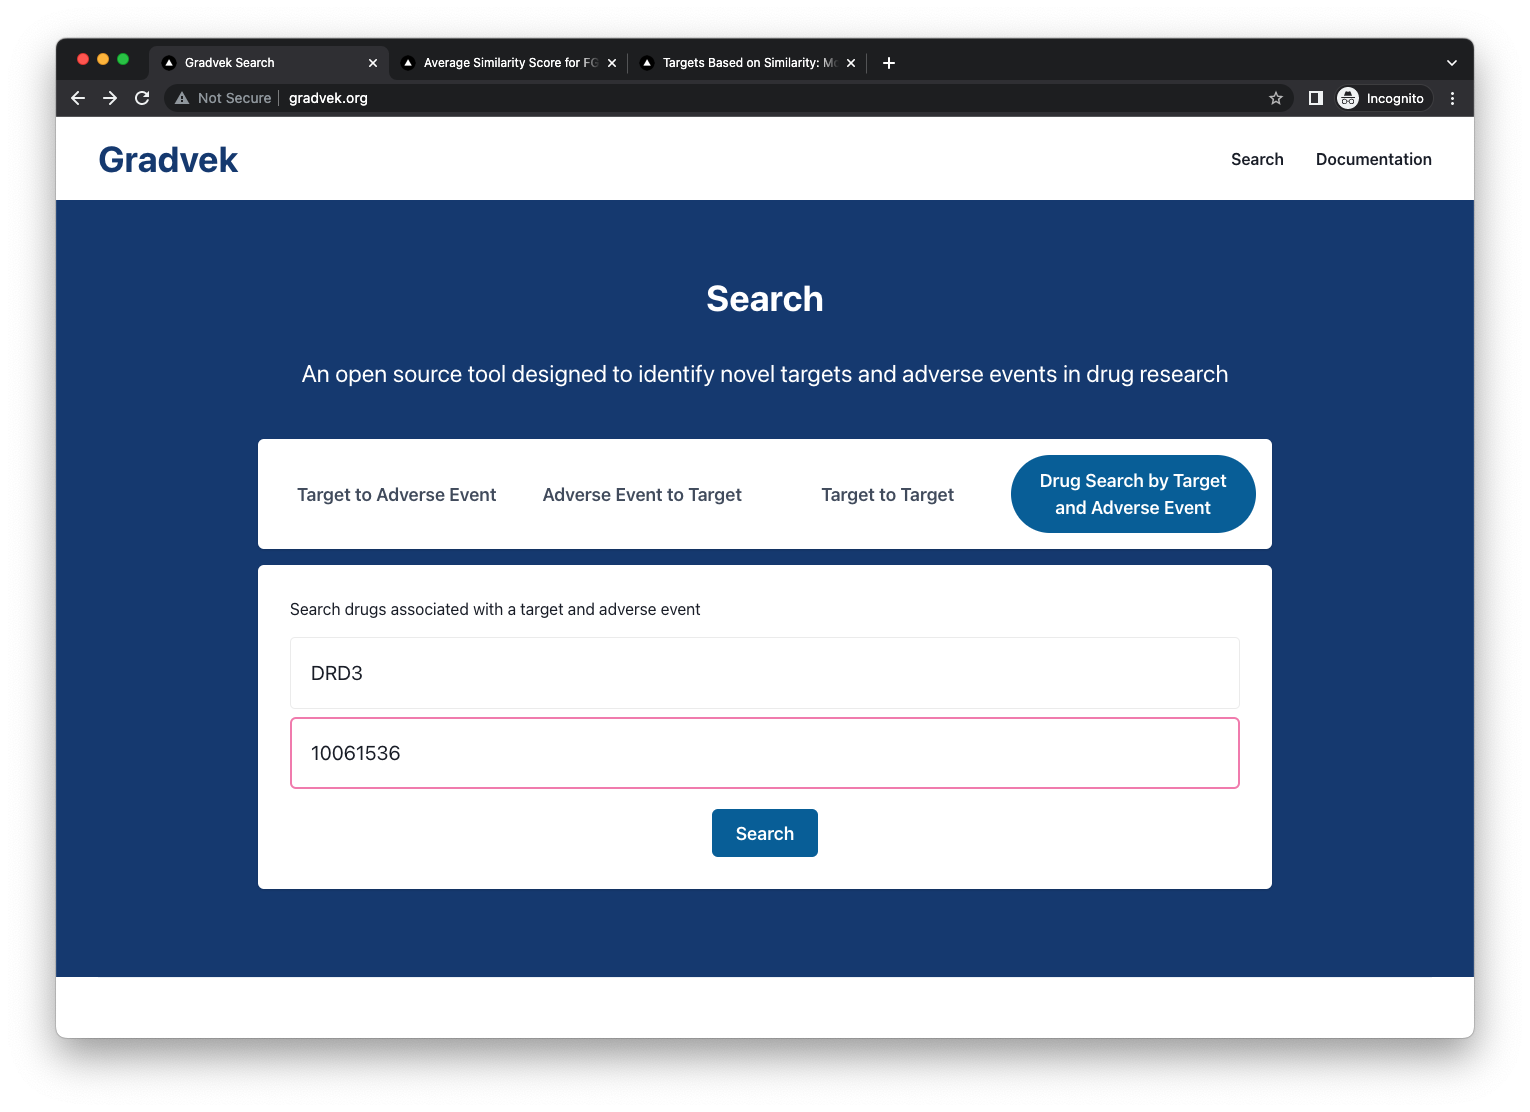 Gradvek Search
Average Similarity Score for FG
Targets Based on Similarity: Mo
Not Secure
gradvek.org
Incognito
Gradvek
Search
Documentation
Search
An open source tool designed to identify novel targets and adverse events in drug research
Target to Adverse Event
Adverse Event to Target
Target to Target
Drug Search by Target
and Adverse Event
Search drugs associated with a target and adverse event
DRD3
10061536
Search